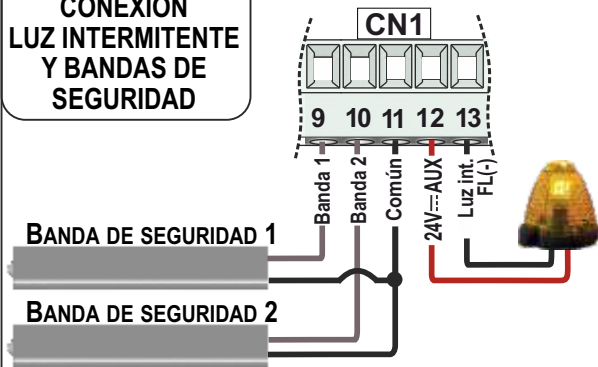 CONEXIÓN
LUZ INTERMITENTE
Y BANDAS DE
SEGURIDAD
CN1
9 10 11 12 13
Banda 1
Banda 2
Común
24V⎓AUX
Luz int.
FL(-)
BANDA DE SEGURIDAD 1
BANDA DE SEGURIDAD 2